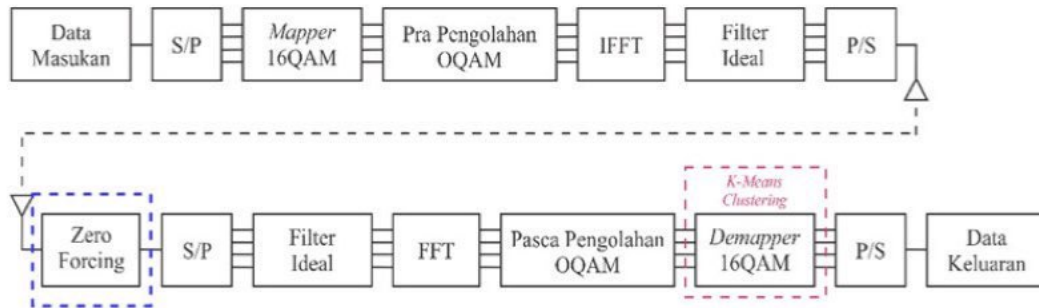 Data
Masukan
S/P
Mapper
16QAM
Pra Pengolahan
OQAM
IFFT
Filter
Ideal
P/S
Zero
Forcing
S/P
Filter
Ideal
FFT
Pasca Pengolahan
OQAM
K-Means
Clustering
Demapper
16QAM
P/S
Data
Keluaran